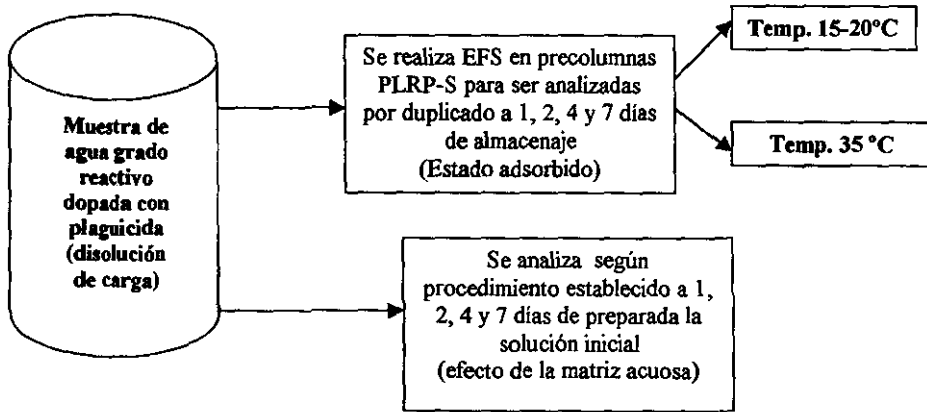 Muestra de
agua grado
reactivo
dopada con
plaguicida
(disolución
de carga)
Se realiza EFS en precolumnas
PLRP-S para ser analizadas
por duplicado a 1, 2, 4 y 7 días
de almacenaje
(Estado adsorbido)
Temp. 15-20ºC
Temp. 35 ºC
Se analiza según
procedimiento establecido a 1,
2, 4 y 7 días de preparada la
solución inicial
(efecto de la matriz acuosa)